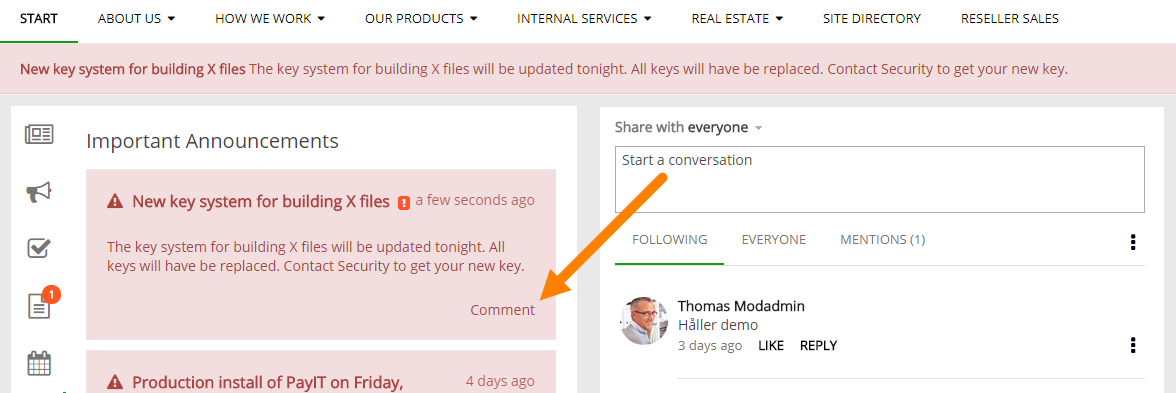 START ABOUT US HOW WE WORK OUR PRODUCTS INTERNAL SERVICES REAL ESTATE SITE DIRECTORY RESELLER SALES
New key system for building X files The key system for building X files will be updated tonight. All keys will have be replaced. Contact Security to get your new key.
Important Announcements
New key system for building X files ! a few seconds ago
The key system for building X files will be updated tonight. All
keys will have be replaced. Contact Security to get your new key.
Comment
1
Production install of PayIT on Friday, 4 days ago
Share with everyone
Start a conversation
FOLLOWING EVERYONE MENTIONS (1)
Thomas Modadmin
Håller demo
3 days ago LIKE REPLY